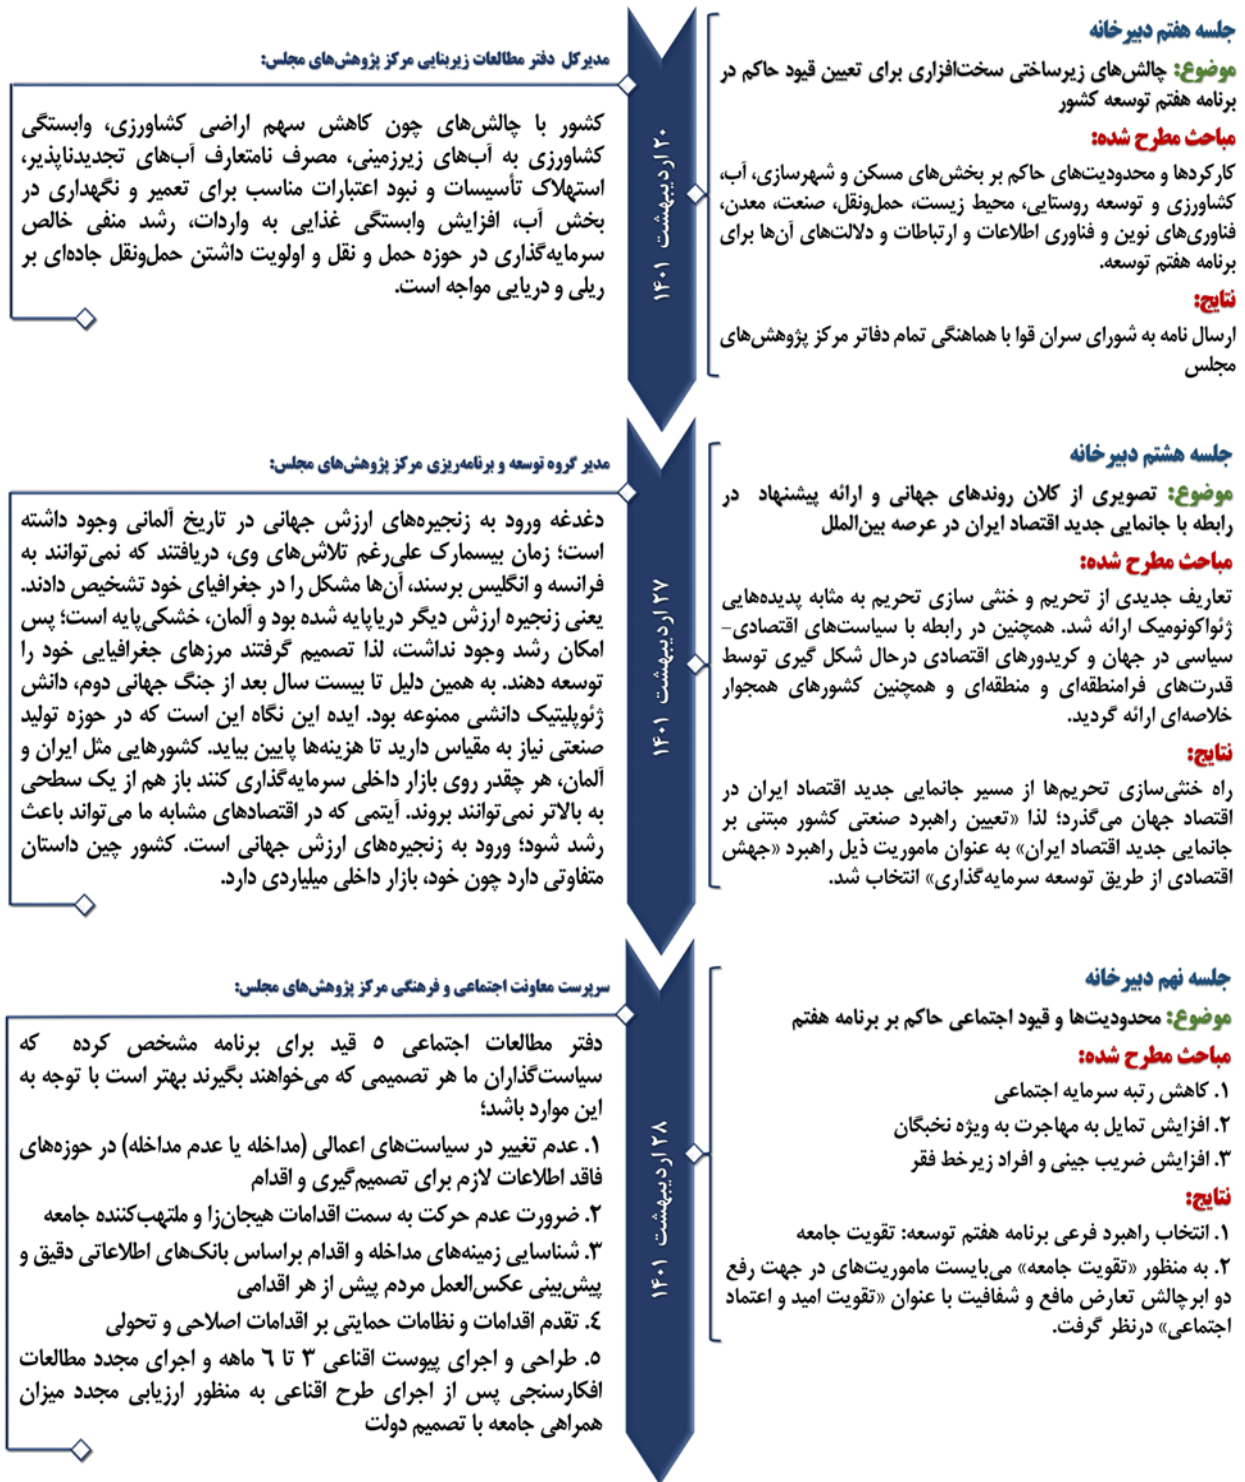 جلسه هفتم دبیرخانه
موضوع: چالش‌های زیرساختی سخت‌افزاری برای تعیین قیود حاکم در
برنامه هفتم توسعه کشور
مباحث مطرح شده:
کارکردها و محدودیت‌های حاکم بر بخش‌های مسکن و شهرسازی، آب،
کشاورزی و توسعه روستایی، محیط زیست، حمل‌ونقل، صنعت، معدن،
فناوری‌های نوین و فناوری اطلاعات و ارتباطات و دلالت‌های آن‌ها برای
برنامه هفتم توسعه.
نتایج:
ارسال نامه به شورای سران قوا با هماهنگی تمام دفاتر مرکز پژوهش‌های
مجلس
۲۰ اردیبهشت ۱۴۰۱
مدیرکل دفتر مطالعات زیربنایی مرکز پژوهش‌های مجلس:
کشور با چالش‌های چون کاهش سهم اراضی کشاورزی، وابستگی
کشاورزی به آب‌های زیرزمینی، مصرف نامتعارف آب‌های تجدیدناپذیر،
استهلاک تأسیسات و نبود اعتبارات مناسب برای تعمیر و نگهداری در
بخش آب، افزایش وابستگی غذایی به واردات، رشد منفی خالص
سرمایه‌گذاری در حوزه حمل و نقل و اولویت داشتن حمل‌ونقل جاده‌ای بر
ریلی و دریایی مواجه است.
جلسه هشتم دبیرخانه
موضوع: تصویری از کلان روندهای جهانی و ارائه پیشنهاد در
رابطه با جانمایی جدید اقتصاد ایران در عرصه بین‌الملل
مباحث مطرح شده:
تعاریف جدیدی از تحریم و خنثی سازی تحریم به مثابه پدیده‌هایی
ژئواکونومیک ارائه شد. همچنین در رابطه با سیاست‌های اقتصادی-
سیاسی در جهان و کریدورهای اقتصادی درحال شکل گیری توسط
قدرت‌های فرامنطقه‌ای و منطقه‌ای و همچنین کشورهای همجوار
خلاصه‌ای ارائه گردید.
نتایج:
راه خنثی‌سازی تحریم‌ها از مسیر جانمایی جدید اقتصاد ایران در
اقتصاد جهان می‌گذرد؛ لذا «تعیین راهبرد صنعتی کشور مبتنی بر
جانمایی جدید اقتصاد ایران» به عنوان ماموریت ذیل راهبرد «جهش
اقتصادی از طریق توسعه سرمایه‌گذاری» انتخاب شد.
۲۷ اردیبهشت ۱۴۰۱
مدیر گروه توسعه و برنامه‌ریزی مرکز پژوهش‌های مجلس:
دغدغه ورود به زنجیره‌های ارزش جهانی در تاریخ آلمانی وجود داشته
است؛ زمان بیسمارک علی‌رغم تلاش‌های وی، دریافتند که نمی‌توانند به
فرانسه و انگلیس برسند، آن‌ها مشکل را در جغرافیای خود تشخیص دادند.
یعنی زنجیره ارزش دیگر دریاپایه شده بود و آلمان، خشکی‌پایه است؛ پس
امکان رشد وجود نداشت، لذا تصمیم گرفتند مرزهای جغرافیایی خود را
توسعه دهند. به همین دلیل تا بیست سال بعد از جنگ جهانی دوم، دانش
ژئوپلیتیک دانشی ممنوعه بود. ایده این نگاه این است که در حوزه تولید
صنعتی نیاز به مقیاس دارید تا هزینه‌ها پایین بیاید. کشورهایی مثل ایران و
آلمان، هر چقدر روی بازار داخلی سرمایه‌گذاری کنند باز هم از یک سطحی
به بالاتر نمی‌توانند بروند. آیتمی که در اقتصادهای مشابه ما می‌تواند باعث
رشد شود؛ ورود به زنجیره‌های ارزش جهانی است. کشور چین داستان
متفاوتی دارد چون خود، بازار داخلی میلیاردی دارد.
جلسه نهم دبیرخانه
موضوع: محدودیت‌ها و قیود اجتماعی حاکم بر برنامه هفتم
مباحث مطرح شده:
۱. کاهش رتبه سرمایه اجتماعی
۲. افزایش تمایل به مهاجرت به ویژه نخبگان
۳. افزایش ضریب جینی و افراد زیرخط فقر
نتایج:
۱. انتخاب راهبرد فرعی برنامه هفتم توسعه: تقویت جامعه
۲. به منظور «تقویت جامعه» می‌بایست ماموریت‌های در جهت رفع
دو ابرچالش تعارض مافع و شفافیت با عنوان «تقویت امید و اعتماد
اجتماعی» درنظر گرفت.
۲۸ اردیبهشت ۱۴۰۱
سرپرست معاونت اجتماعی و فرهنگی مرکز پژوهش‌های مجلس:
دفتر مطالعات اجتماعی ۵ قید برای برنامه مشخص کرده که
سیاست‌گذاران ما هر تصمیمی که می‌خواهند بگیرند بهتر است با توجه به
این موارد باشد؛
۱. عدم تغییر در سیاست‌های اعمالی (مداخله یا عدم مداخله) در حوزه‌های
فاقد اطلاعات لازم برای تصمیم‌گیری و اقدام
۲. ضرورت عدم حرکت به سمت اقدامات هیجان‌زا و ملتهب‌کننده جامعه
۳. شناسایی زمینه‌های مداخله و اقدام براساس بانک‌های اطلاعاتی دقیق و
پیش‌بینی عکس‌العمل مردم پیش از هر اقدامی
۴. تقدم اقدامات و نظامات حمایتی بر اقدامات اصلاحی و تحولی
۵. طراحی و اجرای پیوست اقناعی ۳ تا ۶ ماهه و اجرای مجدد مطالعات
افکارسنجی پس از اجرای طرح اقناعی به منظور ارزیابی مجدد میزان
همراهی جامعه با تصمیم دولت